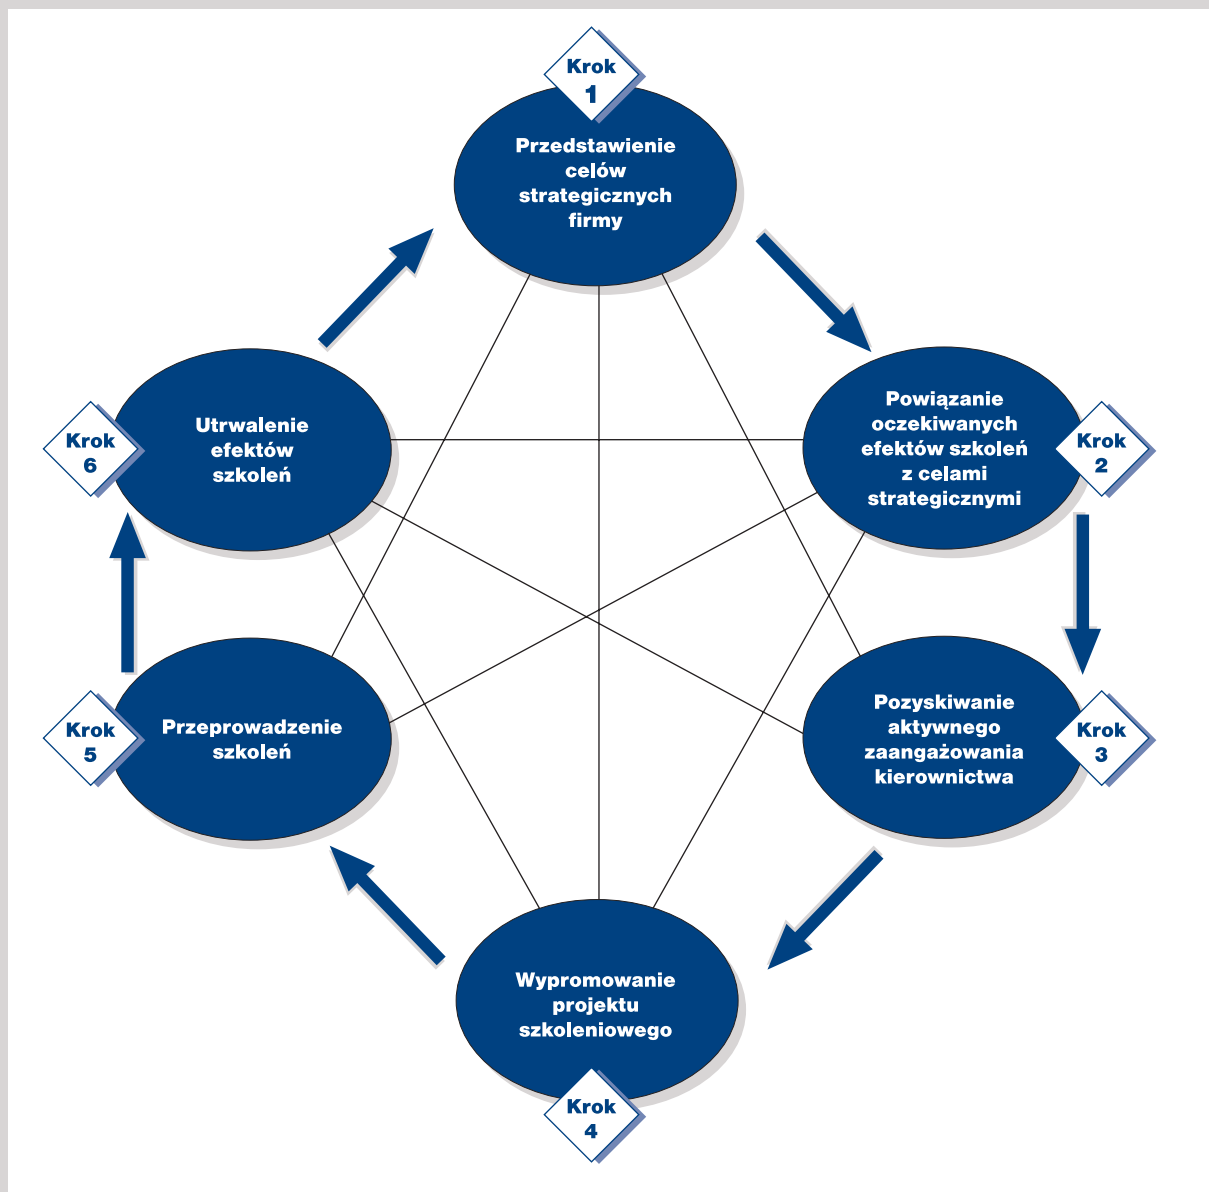 Krok
1
Przedstawienie
celów
strategicznych
firmy
Powiązanie
oczekiwanych
efektów szkoleń
z celami
strategicznymi
Krok
2
Pozyskiwanie
aktywnego
zaangażowania
kierownictwa
Krok
3
Wypromowanie
projektu
szkoleniowego
Krok
4
Przeprowadzenie
szkoleń
Krok
5
Utrwalenie
efektów
szkoleń
Krok
6